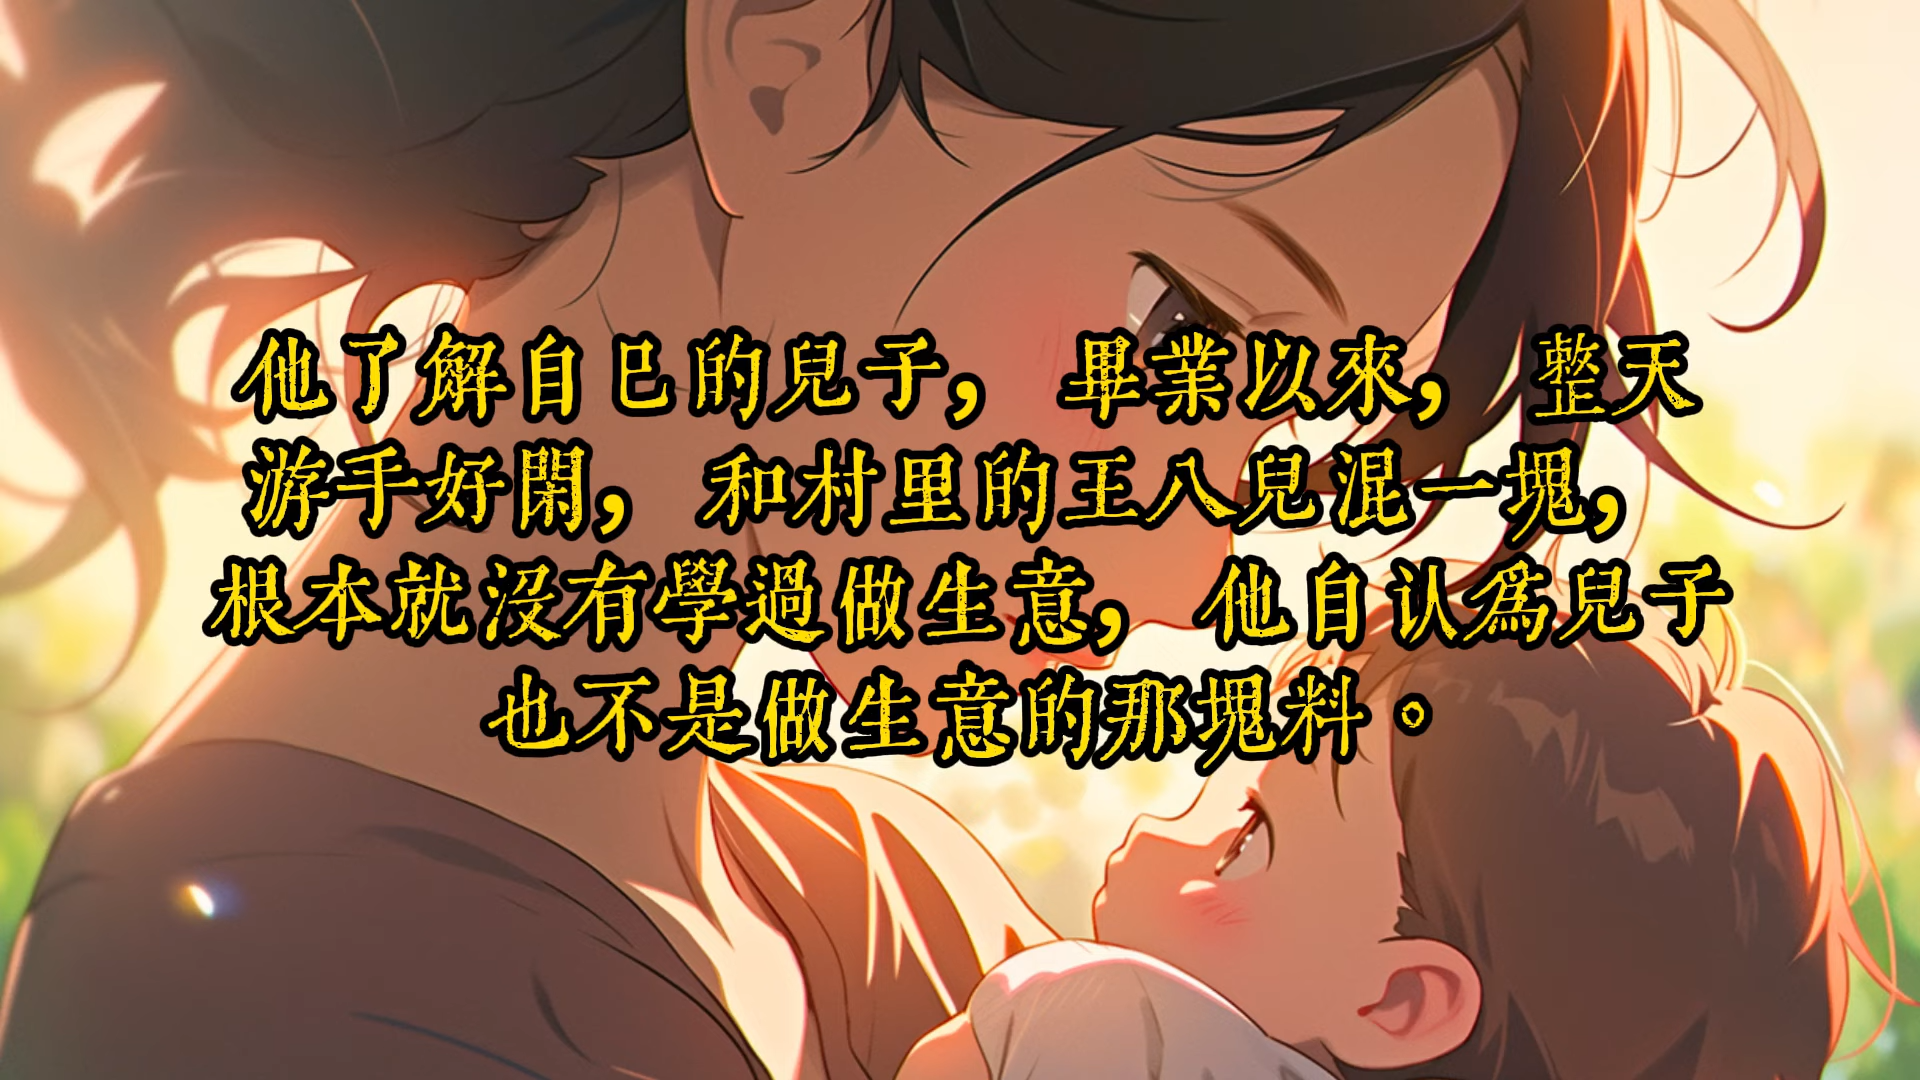 他了解自已的兒子, 畢業以來, 整天
游手好閑, 和村里的王八兒混一塊,
根本就沒有學過做生意, 他自认爲兒子
也不是做生意的那塊料。